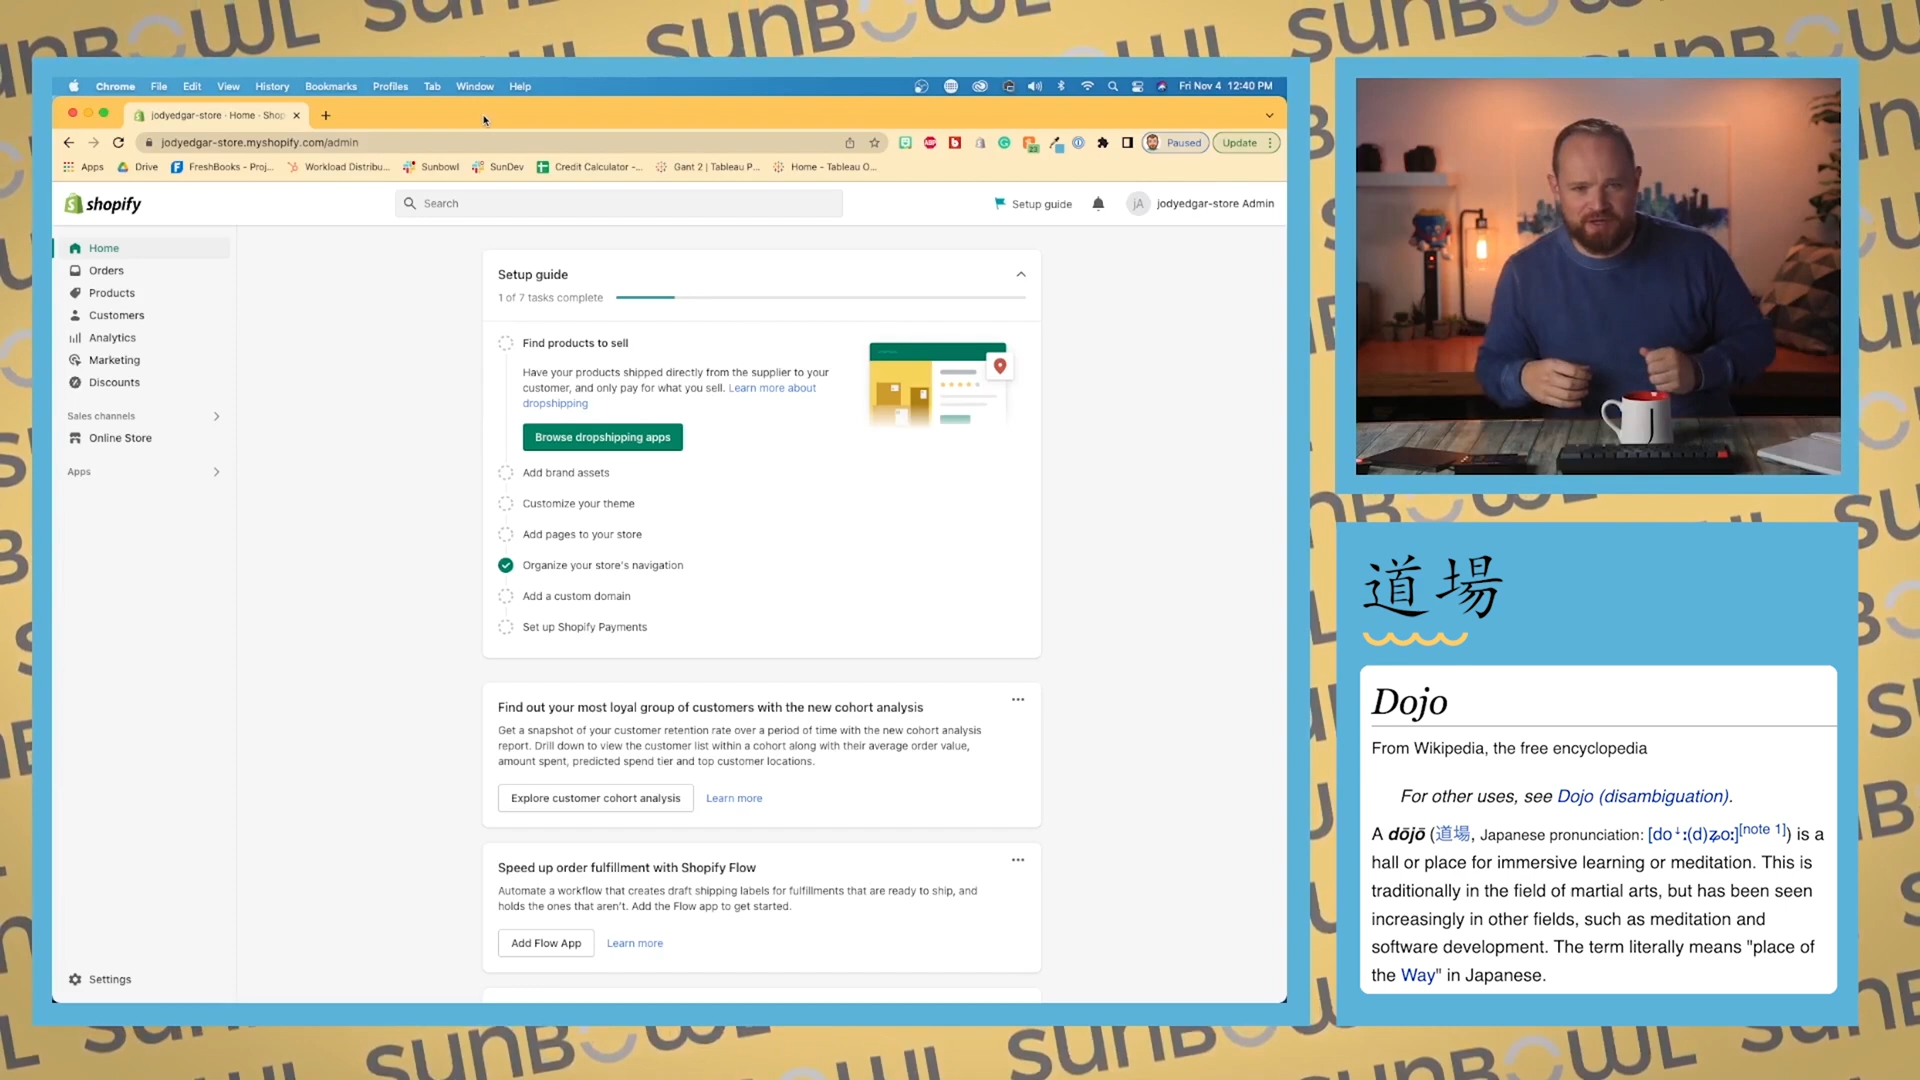 SUNBOWL
Chrome File Edit View History Bookmarks Profiles Tab Window Help
Fri Nov 4 12:40 PM
jodyedgar-store · Home · Shop
jodyedgar-store.myshopify.com/admin
Paused
Update
Apps Drive FreshBooks - Proj... Workload Distribu... Sunbowl SunDev Credit Calculator -... Gant 2 | Tableau P... Home - Tableau O...
shopify
Search
Setup guide
jA
jodyedgar-store Admin
Home
Orders
Products
Customers
Analytics
Marketing
Discounts
Sales channels
Online Store
Apps
Settings
Setup guide
1 of 7 tasks complete
Find products to sell
Have your products shipped directly from the supplier to your
customer, and only pay for what you sell. Learn more about
dropshipping
Browse dropshipping apps
Add brand assets
Customize your theme
Add pages to your store
Organize your store's navigation
Add a custom domain
Set up Shopify Payments
Find out your most loyal group of customers with the new cohort analysis
Get a snapshot of your customer retention rate over a period of time with the new cohort analysis
report. Drill down to view the customer list within a cohort along with their average order value,
amount spent, predicted spend tier and top customer locations.
Explore customer cohort analysis
Learn more
Speed up order fulfillment with Shopify Flow
Automate a workflow that creates draft shipping labels for fulfillments that are ready to ship, and
holds the ones that aren't. Add the Flow app to get started.
Add Flow App
Learn more
道場
Dojo
From Wikipedia, the free encyclopedia
For other uses, see Dojo (disambiguation).
A dōjō (道場, Japanese pronunciation: [doꜜː(d)ʑoː][note 1]) is a
hall or place for immersive learning or meditation. This is
traditionally in the field of martial arts, but has been seen
increasingly in other fields, such as meditation and
software development. The term literally means "place of
the Way" in Japanese.